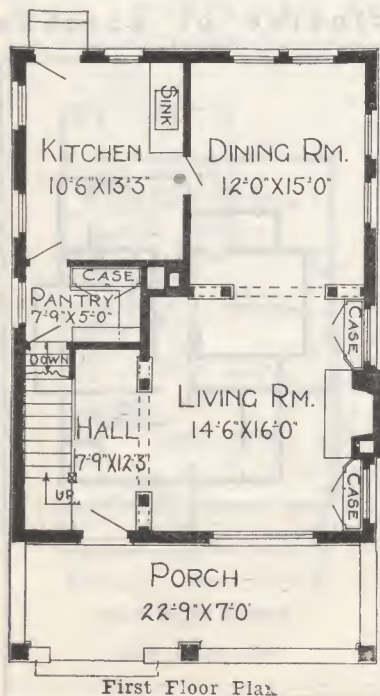 SINK
KITCHEN
10'-6"X13'-3"
DINING RM.
12'-0"X15'-0"
CASE
PANTRY
7'-9"X5'-0"
DOWN
CASE
LIVING RM.
14'-6"X16'-0"
HALL
7'-9"X12'-3"
UP
CASE
PORCH
22'-9"X7'-0"
First Floor Plan